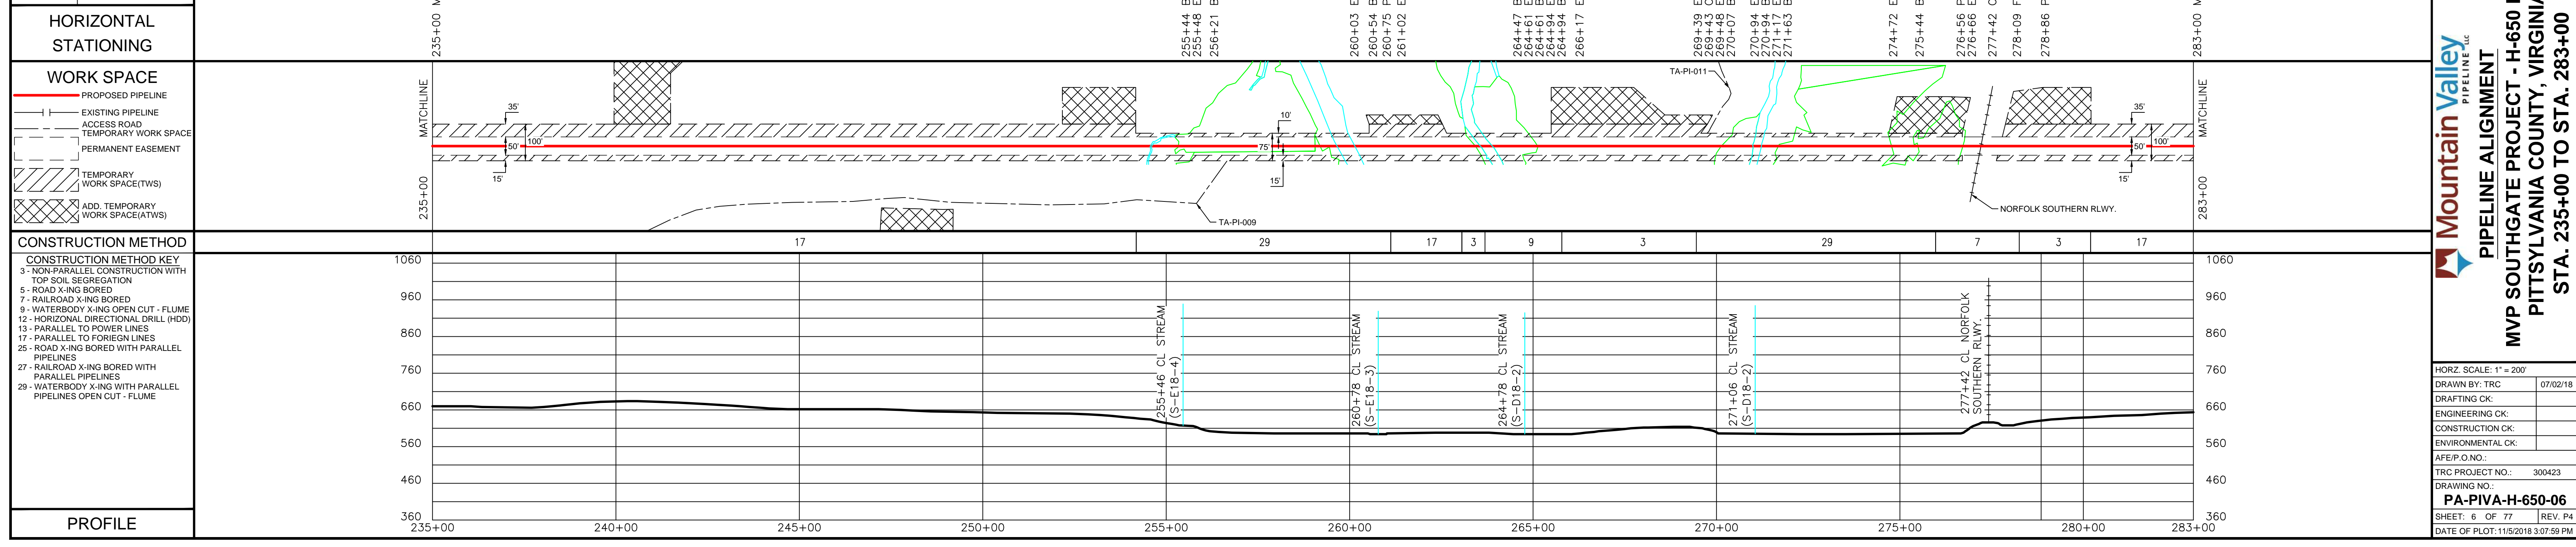 HORIZONTAL
STATIONING
235+00 M
255+44 B
255+48 E
256+21 B
260+03 E
260+54 B
260+75 P
261+02 E
264+47 B
264+61 E
264+61 B
264+94 E
264+94 B
266+17 E
269+39 E
269+43 C
269+48 E
270+07 B
270+94 E
270+94 B
271+17 E
271+63 B
274+72 E
275+44 B
276+56 P
276+66 E
277+42 C
278+09 P
278+86 P
283+00 M
WORK SPACE
PROPOSED PIPELINE
EXISTING PIPELINE
ACCESS ROAD
TEMPORARY WORK SPACE
PERMANENT EASEMENT
TEMPORARY
WORK SPACE(TWS)
ADD. TEMPORARY
WORK SPACE(ATWS)
MATCHLINE
235+00
35'
50'
100'
15'
TA-PI-009
10'
75'
15'
TA-PI-011
NORFOLK SOUTHERN RLWY.
35'
50'
100'
15'
MATCHLINE
283+00
CONSTRUCTION METHOD
17 29 17 3 9 3 29 7 3 17
CONSTRUCTION METHOD KEY
3 - NON-PARALLEL CONSTRUCTION WITH
TOP SOIL SEGREGATION
5 - ROAD X-ING BORED
7 - RAILROAD X-ING BORED
9 - WATERBODY X-ING OPEN CUT - FLUME
12 - HORIZONAL DIRECTIONAL DRILL (HDD)
13 - PARALLEL TO POWER LINES
17 - PARALLEL TO FORIEGN LINES
25 - ROAD X-ING BORED WITH PARALLEL
PIPELINES
27 - RAILROAD X-ING BORED WITH
PARALLEL PIPELINES
29 - WATERBODY X-ING WITH PARALLEL
PIPELINES OPEN CUT - FLUME
PROFILE
1060
960
860
760
660
560
460
360
255+46 CL STREAM
(S-E18-4)
260+78 CL STREAM
(S-E18-3)
264+78 CL STREAM
(S-D18-2)
271+06 CL STREAM
(S-D18-2)
277+42 CL NORFOLK
SOUTHERN RLWY.
1060
960
860
760
660
560
460
360
235+00 240+00 245+00 250+00 255+00 260+00 265+00 270+00 275+00 280+00 283+00
Mountain Valley
PIPELINE LLC
PIPELINE ALIGNMENT
MVP SOUTHGATE PROJECT - H-650
PITTSYLVANIA COUNTY, VIRGINIA
STA. 235+00 TO STA. 283+00
HORZ. SCALE: 1" = 200'
DRAWN BY: TRC 07/02/18
DRAFTING CK:
ENGINEERING CK:
CONSTRUCTION CK:
ENVIRONMENTAL CK:
AFE/P.O.NO.:
TRC PROJECT NO.: 300423
DRAWING NO.:
PA-PIVA-H-650-06
SHEET: 6 OF 77 REV. P4
DATE OF PLOT: 11/5/2018 3:07:59 PM